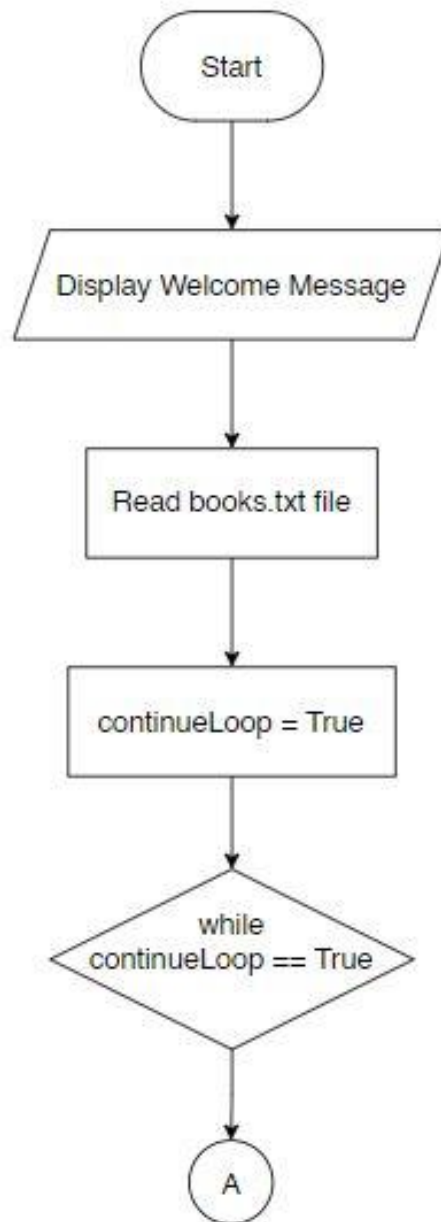 Start
Display Welcome Message
Read books.txt file
continueLoop = True
while
continueLoop == True
A